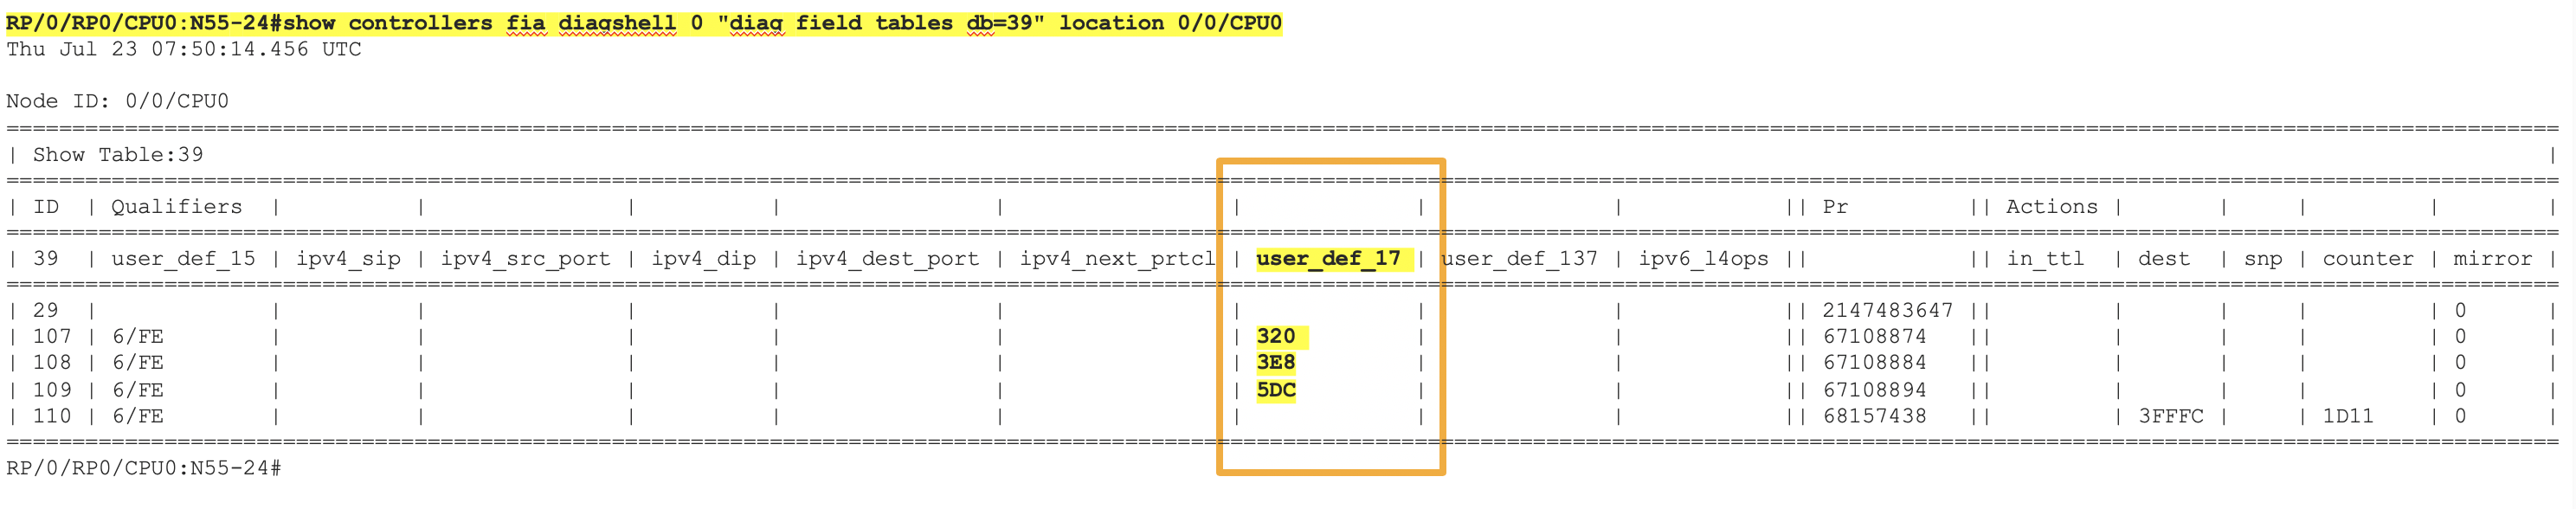 RP/0/RP0/CPU0:N55-24#show controllers fia diagshell 0 "diag field tables db=39" location 0/0/CPU0
Thu Jul 23 07:50:14.456 UTC
Node ID: 0/0/CPU0
| Show Table:39 |
| ID | Qualifiers | | | | | | | | || Pr || Actions | | | | |
| 39 | user_def_15 | ipv4_sip | ipv4_src_port | ipv4_dip | ipv4_dest_port | ipv4_next_prtcl | user_def_17 | user_def_137 | ipv6_l4ops || || in_ttl | dest | snp | counter | mirror |
| 29 | | | | | | | | | || 2147483647 || | | | | 0 |
| 107 | 6/FE | | | | | | 320 | | || 67108874 || | | | | 0 |
| 108 | 6/FE | | | | | | 3E8 | | || 67108884 || | | | | 0 |
| 109 | 6/FE | | | | | | 5DC | | || 67108894 || | | | | 0 |
| 110 | 6/FE | | | | | | | | || 68157438 || | 3FFFC | | 1D11 | 0 |
RP/0/RP0/CPU0:N55-24#